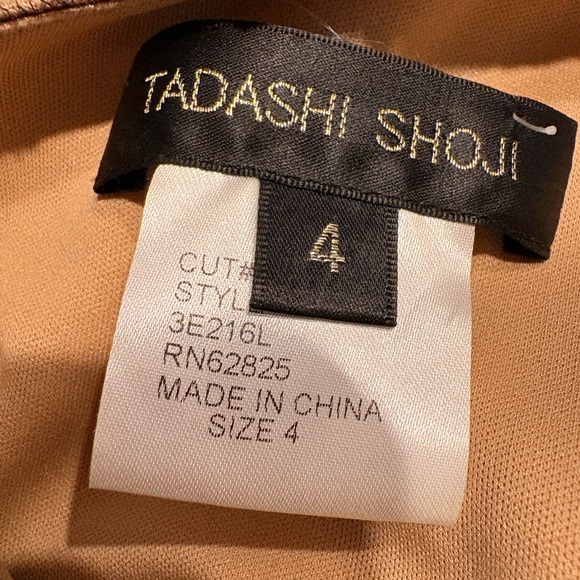 TADASHI SHOJI
4
CUT#
STYL
3E216L
RN62825
MADE IN CHINA
SIZE 4